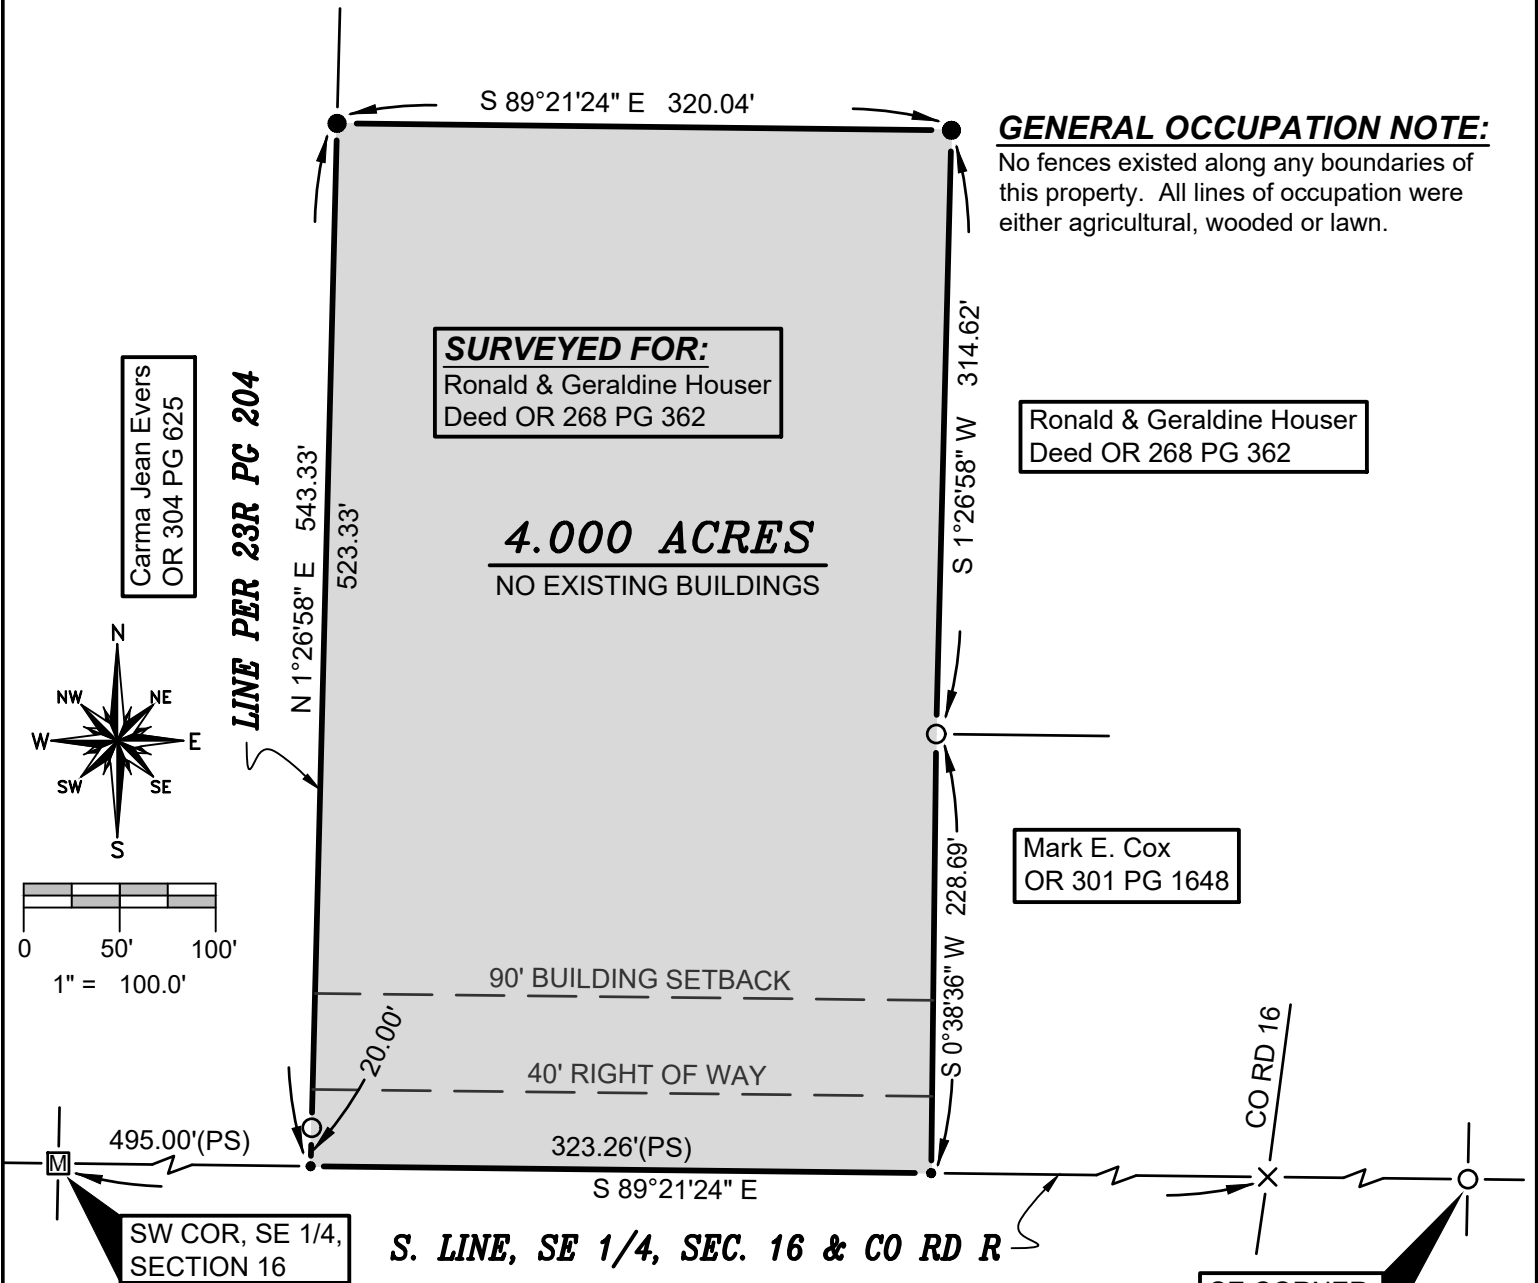 S 89°21'24" E 320.04'
GENERAL OCCUPATION NOTE:
No fences existed along any boundaries of
this property. All lines of occupation were
either agricultural, wooded or lawn.
SURVEYED FOR:
Ronald & Geraldine Houser
Deed OR 268 PG 362
S 1°26'58" W 314.62'
Ronald & Geraldine Houser
Deed OR 268 PG 362
Carma Jean Evers
OR 304 PG 625
LINE PER 23R PG 204
N 1°26'58" E 543.33'
523.33'
4.000 ACRES
NO EXISTING BUILDINGS
N
NW
NE
W
E
SW
SE
S
Mark E. Cox
OR 301 PG 1648
S 0°38'36" W 228.69'
0 50' 100'
1" = 100.0'
90' BUILDING SETBACK
20.00'
40' RIGHT OF WAY
CO RD 16
495.00'(PS)
323.26'(PS)
M
S 89°21'24" E
SW COR, SE 1/4,
SECTION 16
S. LINE, SE 1/4, SEC. 16 & CO RD R